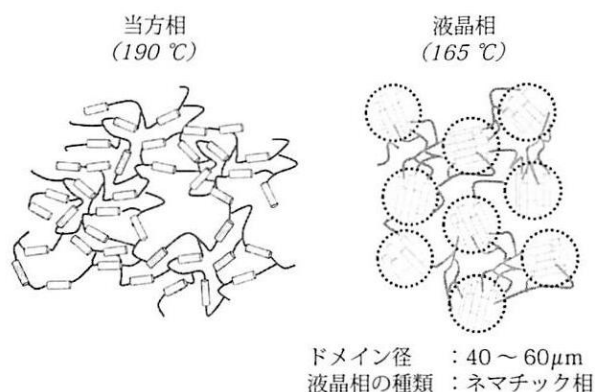 当方相
(190 ℃)
液晶相
(165 ℃)
ドメイン径　：40 ～ 60μm
液晶相の種類　：ネマチック相